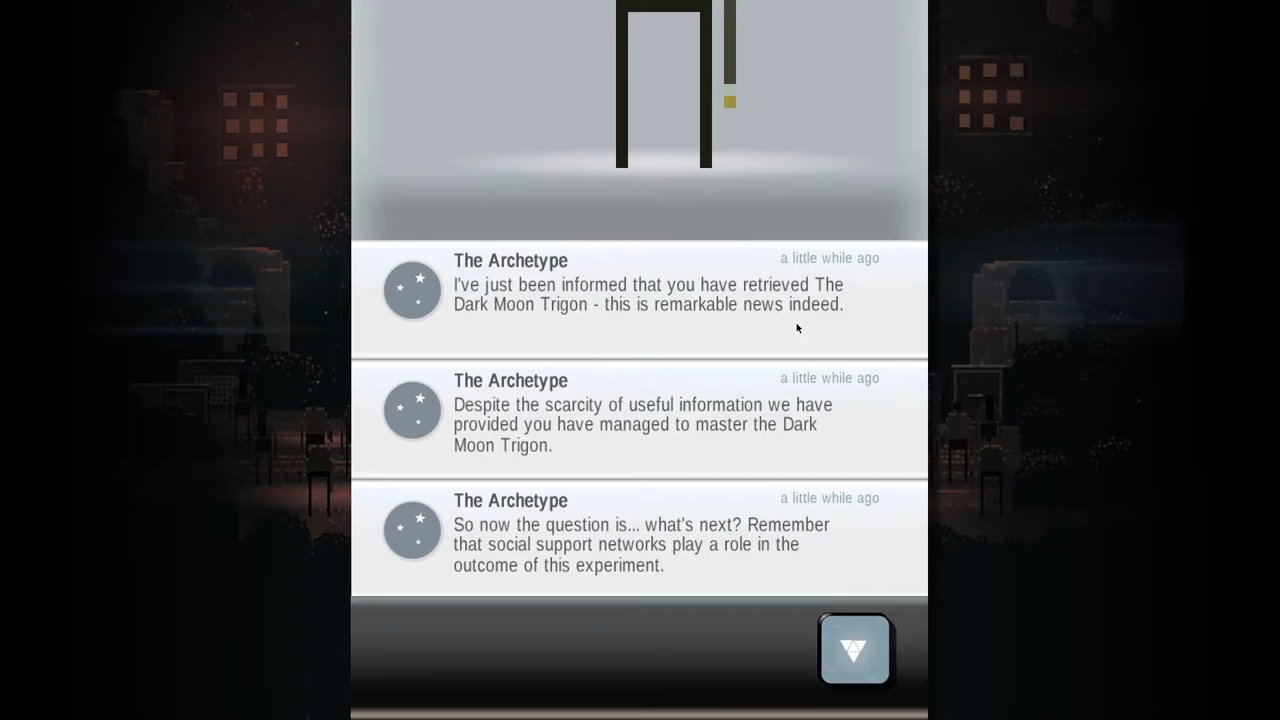 The Archetype
a little while ago
I've just been informed that you have retrieved The
Dark Moon Trigon - this is remarkable news indeed.
The Archetype
a little while ago
Despite the scarcity of useful information we have
provided you have managed to master the Dark
Moon Trigon.
The Archetype
a little while ago
So now the question is... what's next? Remember
that social support networks play a role in the
outcome of this experiment.